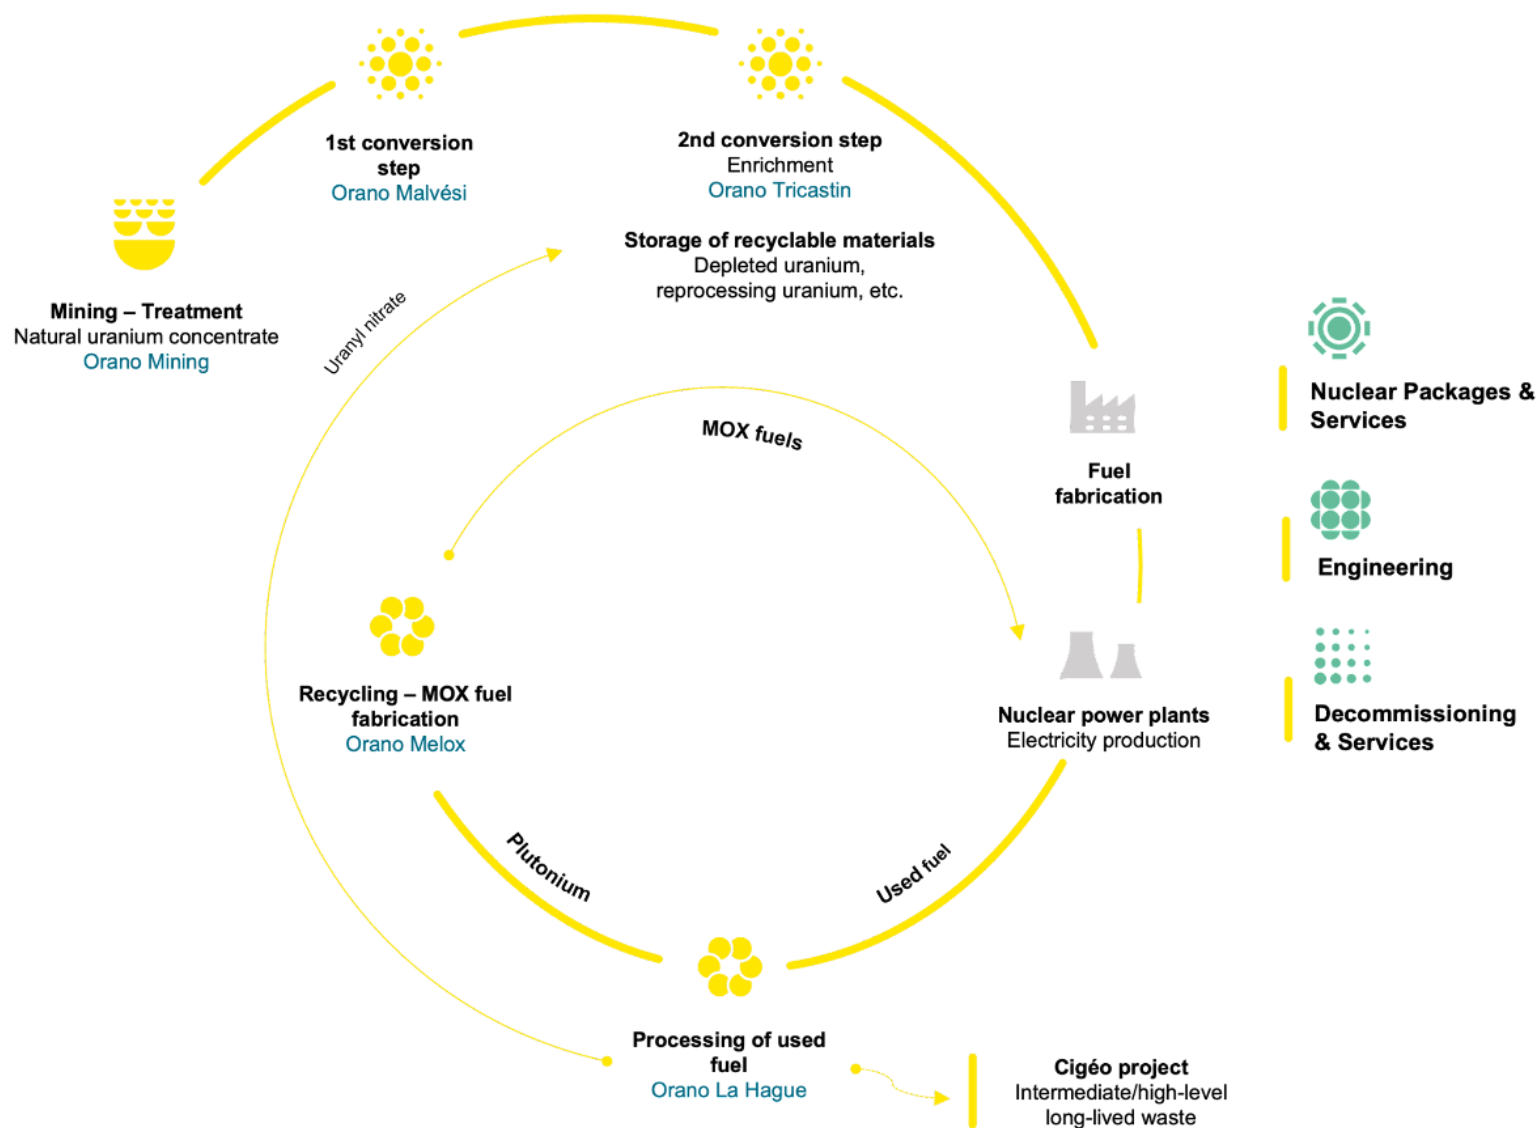 1st conversion
step
Orano Malvési
2nd conversion step
Enrichment
Orano Tricastin
Storage of recyclable materials
Depleted uranium,
reprocessing uranium, etc.
Mining – Treatment
Natural uranium concentrate
Orano Mining
Uranyl nitrate
MOX fuels
Fuel
fabrication
Nuclear Packages &
Services
Engineering
Decommissioning
& Services
Recycling – MOX fuel
fabrication
Orano Melox
Nuclear power plants
Electricity production
Plutonium
Used fuel
Processing of used
fuel
Orano La Hague
Cigéo project
Intermediate/high-level
long-lived waste